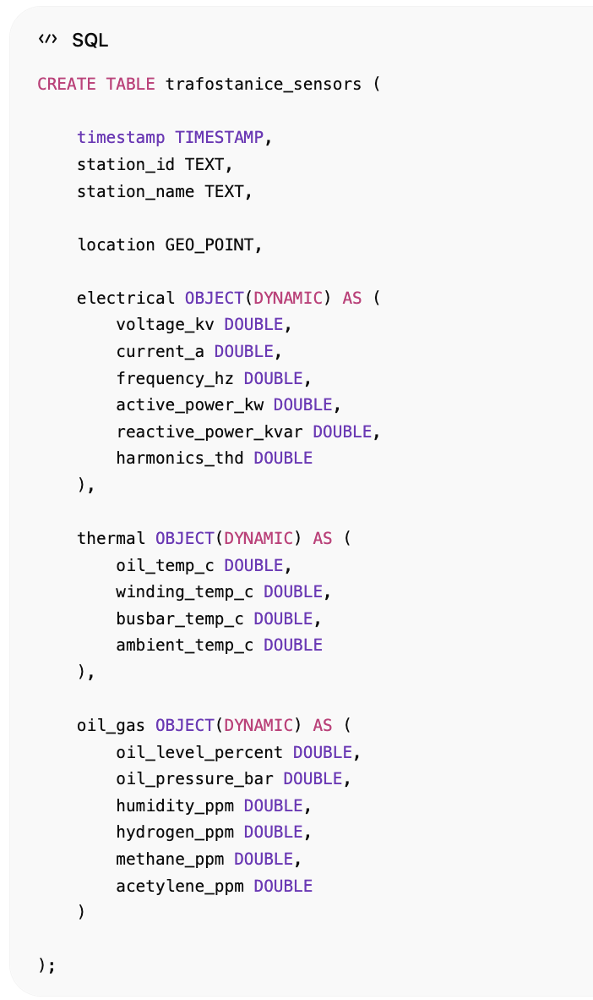 SQL
CREATE TABLE trafostanice_sensors (
timestamp TIMESTAMP,
station_id TEXT,
station_name TEXT,
location GEO_POINT,
electrical OBJECT(DYNAMIC) AS (
voltage_kv DOUBLE,
current_a DOUBLE,
frequency_hz DOUBLE,
active_power_kw DOUBLE,
reactive_power_kvar DOUBLE,
harmonics_thd DOUBLE
),
thermal OBJECT(DYNAMIC) AS (
oil_temp_c DOUBLE,
winding_temp_c DOUBLE,
busbar_temp_c DOUBLE,
ambient_temp_c DOUBLE
),
oil_gas OBJECT(DYNAMIC) AS (
oil_level_percent DOUBLE,
oil_pressure_bar DOUBLE,
humidity_ppm DOUBLE,
hydrogen_ppm DOUBLE,
methane_ppm DOUBLE,
acetylene_ppm DOUBLE
)
);